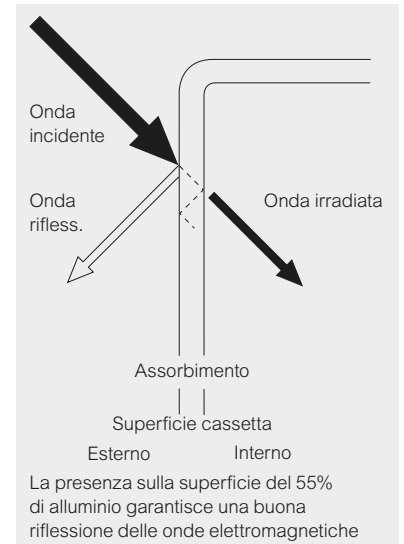 Onda
incidente
Onda
rifless.
Onda irradiata
Assorbimento
Superficie cassetta
Esterno Interno
La presenza sulla superficie del 55%
di alluminio garantisce una buona
riflessione delle onde elettromagnetiche